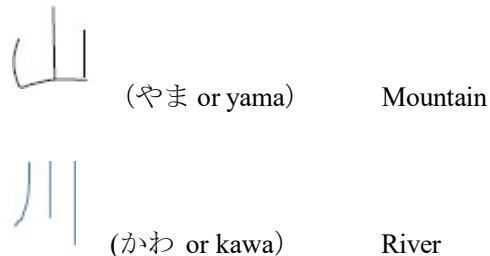 山 (やま or yama) Mountain
川 (かわ or kawa) River